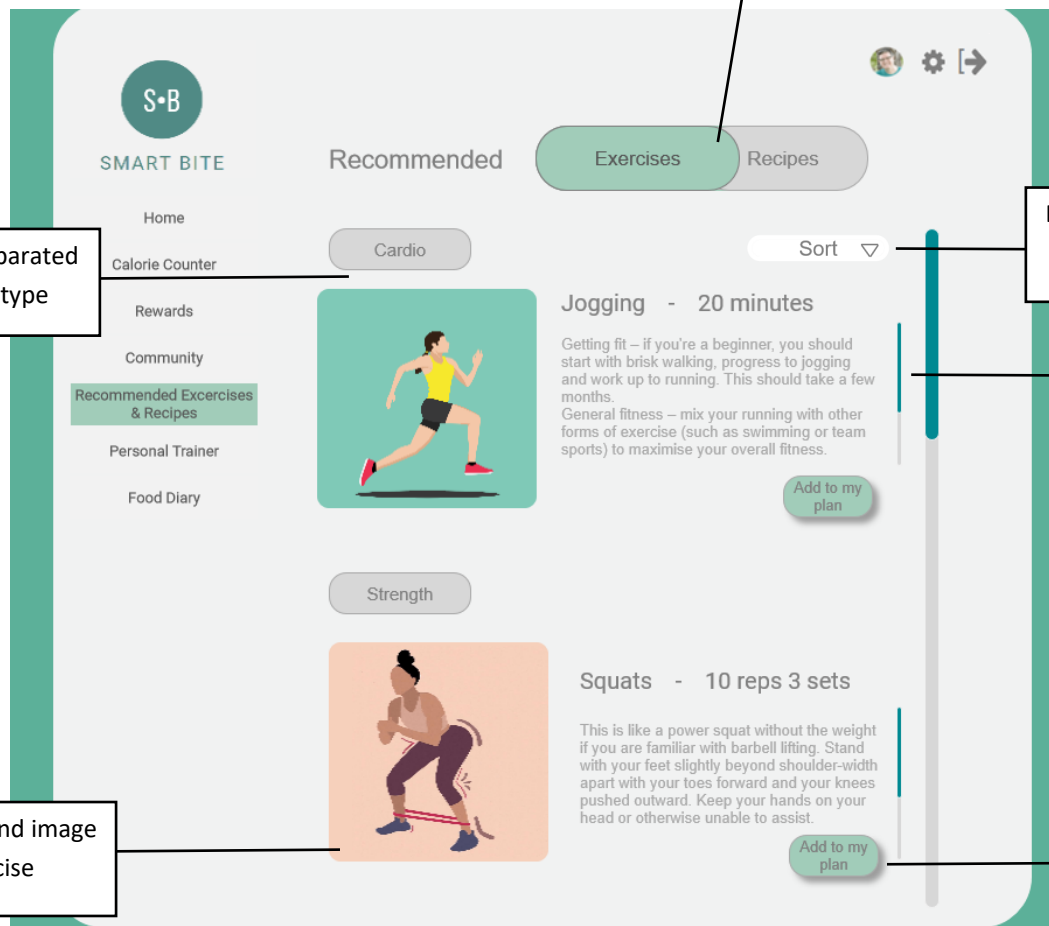 S•B
SMART BITE
Recommended
Exercises
Recipes
Home
Calorie Counter
Rewards
Community
Recommended Excercises
& Recipes
Personal Trainer
Food Diary
type
Cardio
Sort
Jogging - 20 minutes
Getting fit – if you're a beginner, you should
start with brisk walking, progress to jogging
and work up to running. This should take a few
months.
General fitness – mix your running with other
forms of exercise (such as swimming or team
sports) to maximise your overall fitness.
Add to my
plan
Strength
Squats - 10 reps 3 sets
This is like a power squat without the weight
if you are familiar with barbell lifting. Stand
with your feet slightly beyond shoulder-width
apart with your toes forward and your knees
pushed outward. Keep your hands on your
head or otherwise unable to assist.
Add to my
plan
image